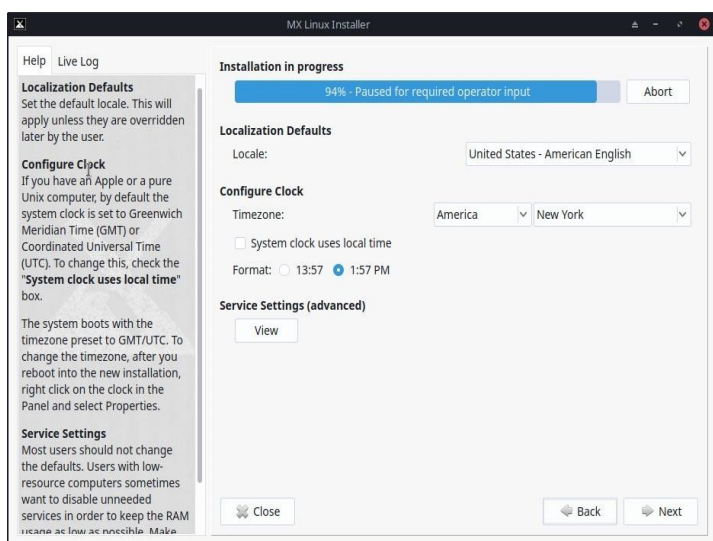 MX Linux Installer
Help
Live Log
Localization Defaults
Set the default locale. This will
apply unless they are overridden
later by the user.
Configure Clock
If you have an Apple or a pure
Unix computer, by default the
system clock is set to Greenwich
Meridian Time (GMT) or
Coordinated Universal Time
(UTC). To change this, check the
"System clock uses local time"
box.
The system boots with the
timezone preset to GMT/UTC. To
change the timezone, after you
reboot into the new installation,
right click on the clock in the
Panel and select Properties.
Service Settings
Most users should not change
the defaults. Users with low-
resource computers sometimes
want to disable unneeded
services in order to keep the RAM
usage as low as possible. Make
Installation in progress
94% - Paused for required operator input
Abort
Localization Defaults
Locale:
United States - American English
Configure Clock
Timezone:
America
New York
System clock uses local time
Format:
13:57
1:57 PM
Service Settings (advanced)
View
Close
Back
Next